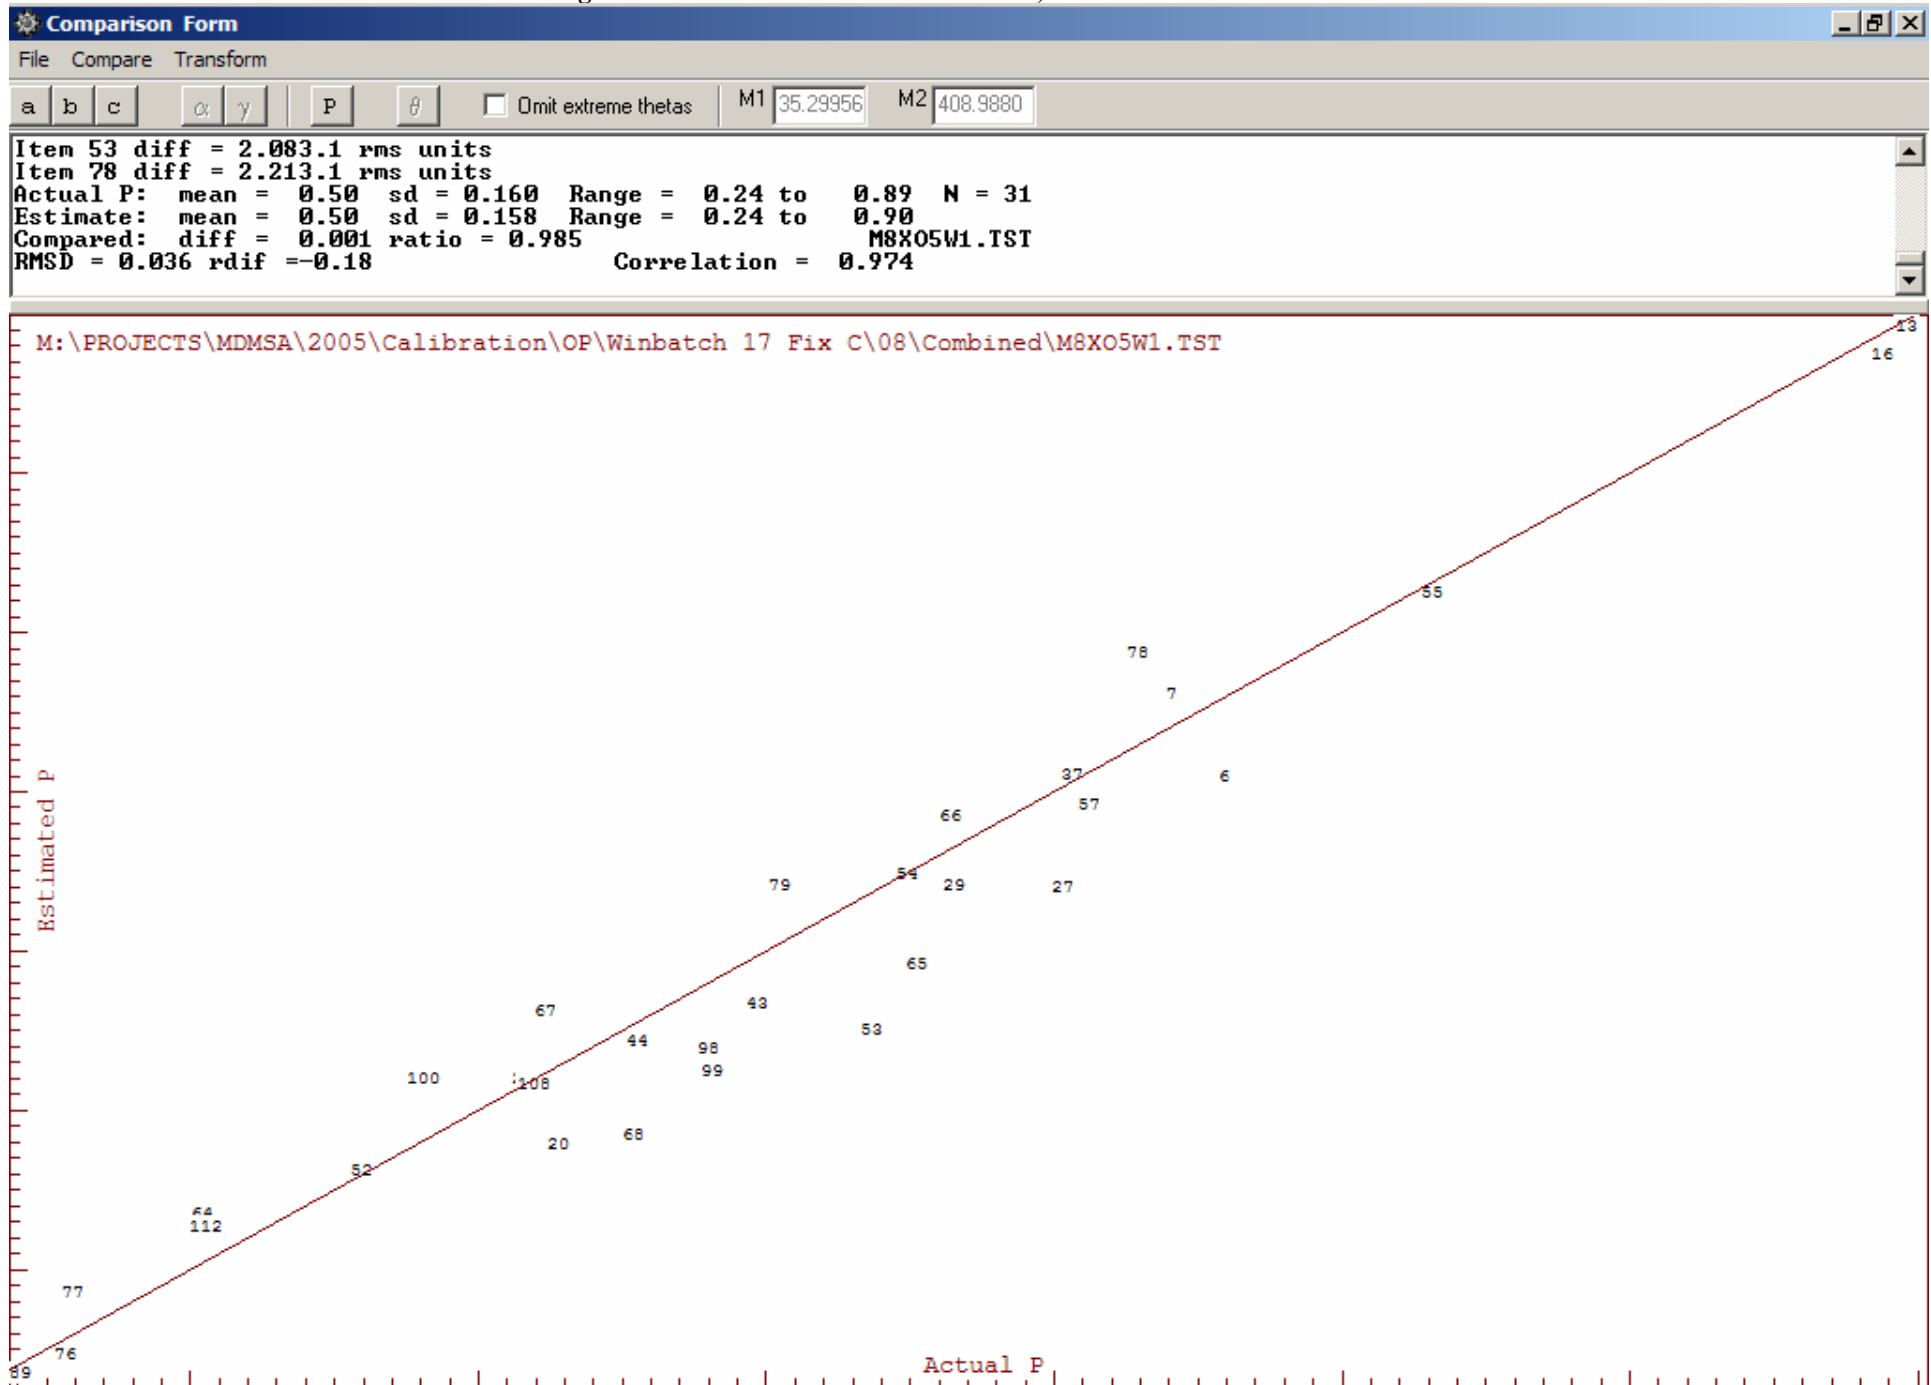 Comparison Form
File Compare Transform
a b c α γ P θ Omit extreme thetas M1 35.29956 M2 408.9880
Item 53 diff = 2.083.1 rms units
Item 78 diff = 2.213.1 rms units
Actual P: mean = 0.50 sd = 0.160 Range = 0.24 to 0.89 N = 31
Estimate: mean = 0.50 sd = 0.158 Range = 0.24 to 0.90
Compared: diff = 0.001 ratio = 0.985 M8XO5W1.TST
RMSD = 0.036 rdif =-0.18 Correlation = 0.974
M:\PROJECTS\MDMSA\2005\Calibration\OP\Winbatch 17 Fix C\08\Combined\M8XO5W1.TST
13
16
55
78
7
37
6
57
66
54
79
29
27
65
43
67
53
44
98
99
100
108
68
20
52
64
112
77
76
39
Estimated P
Actual P